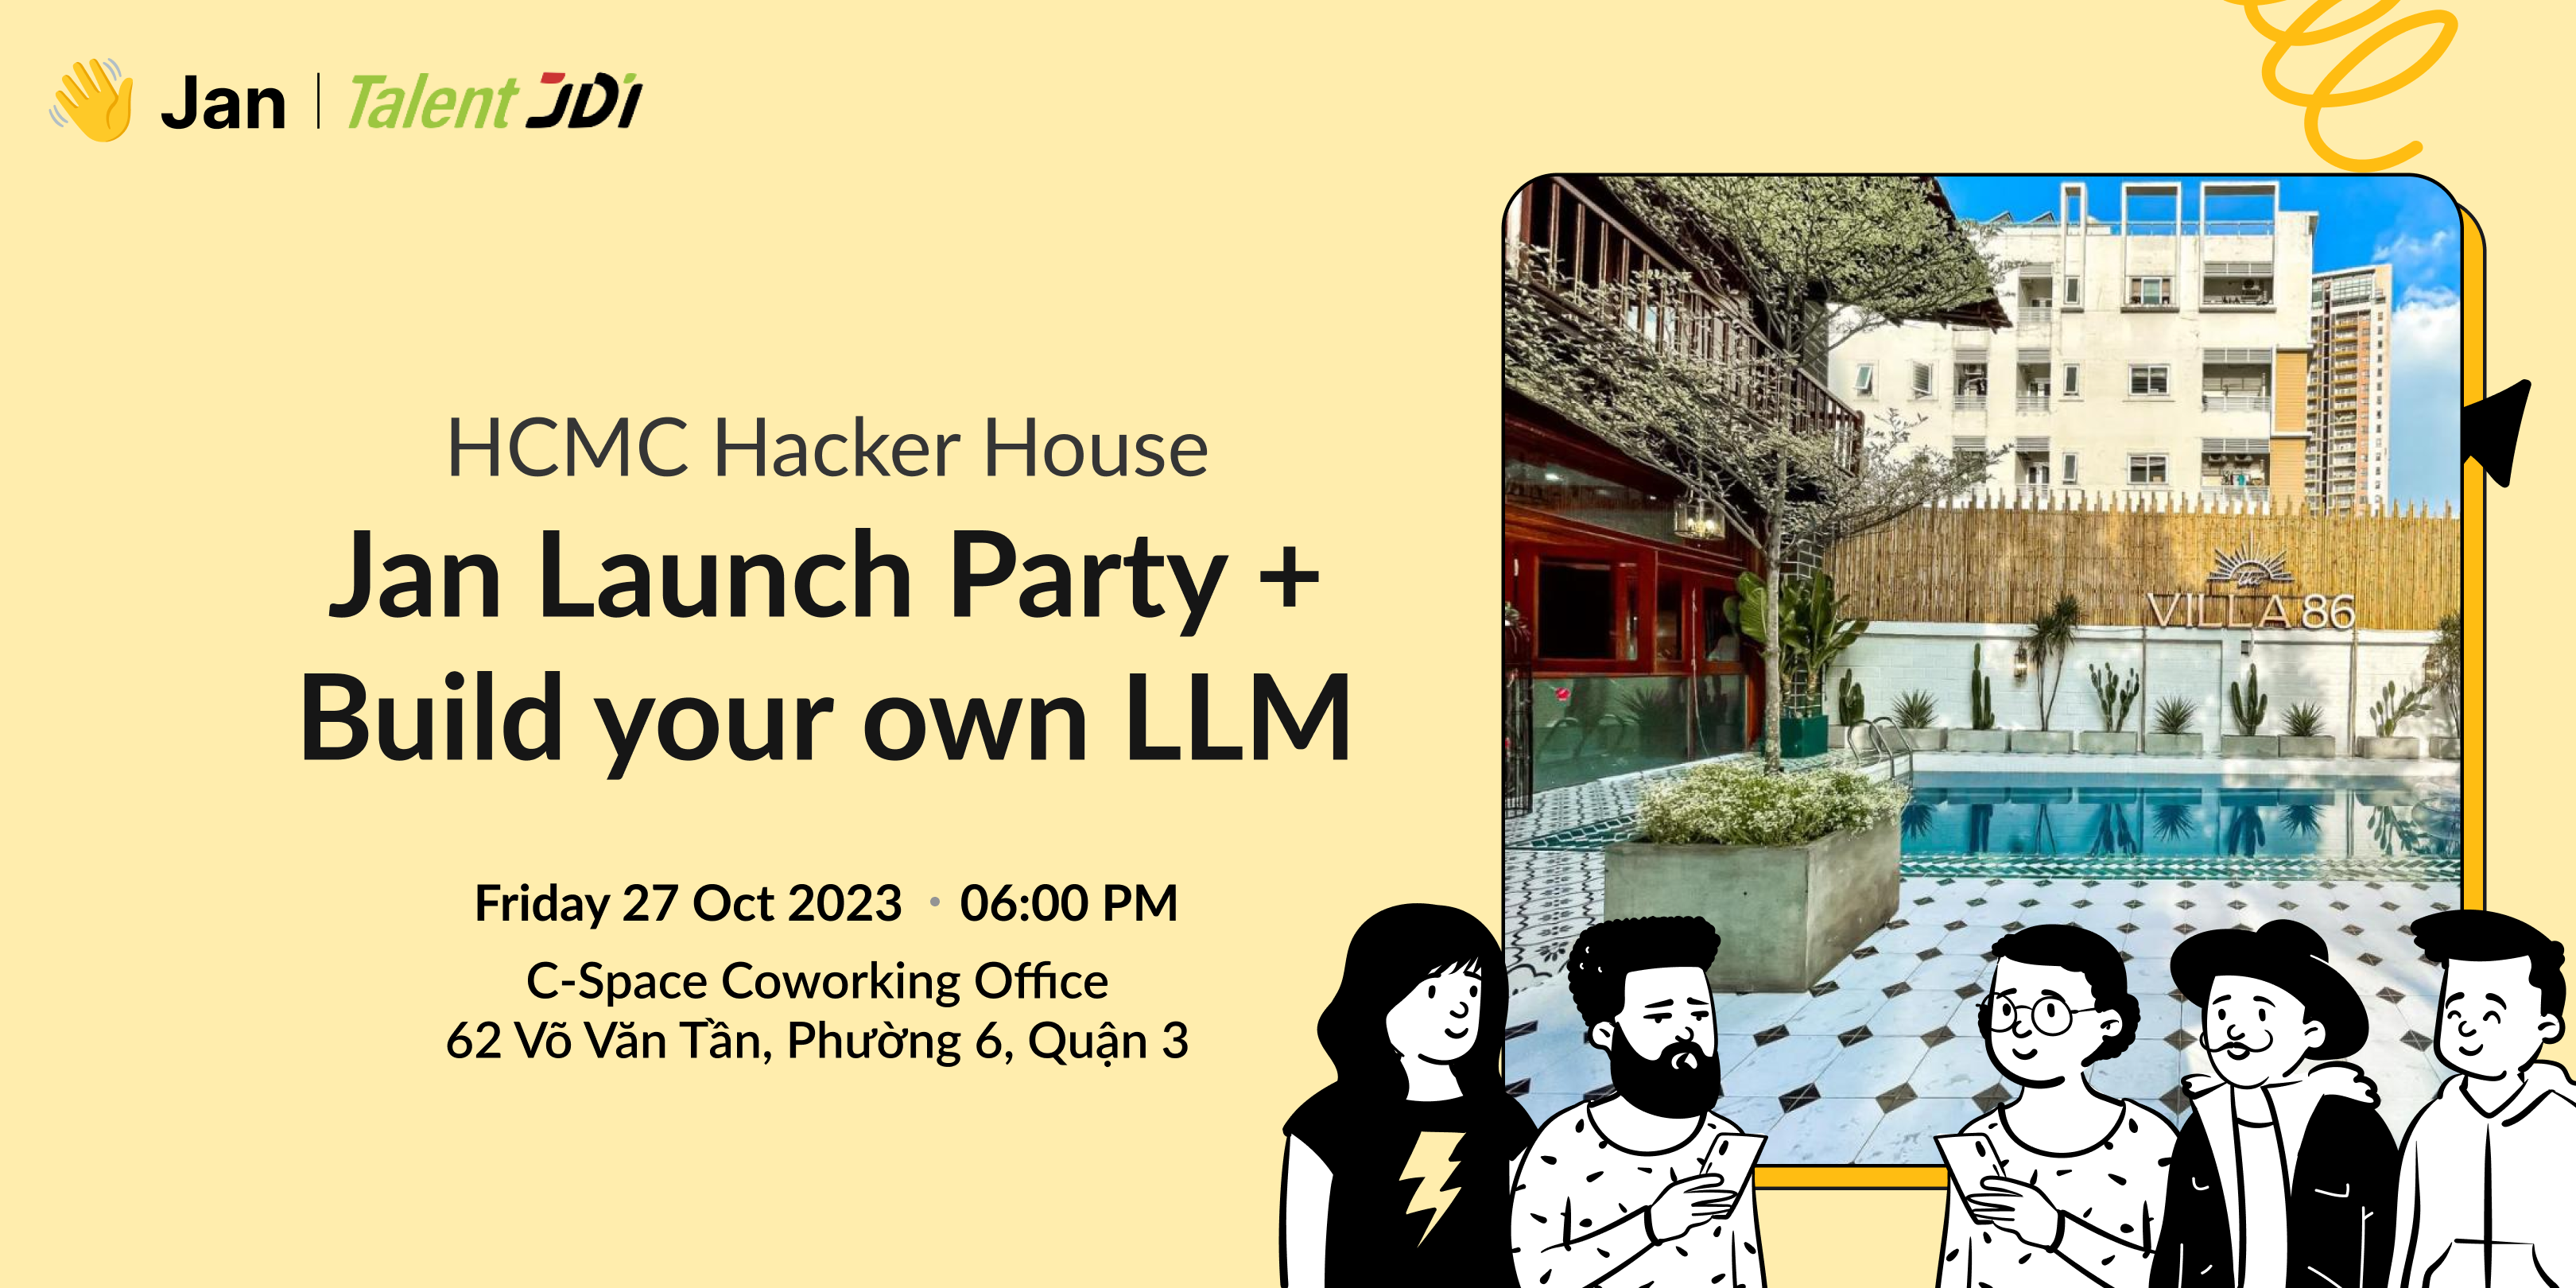 Jan | Talent JDi
HCMC Hacker House
Jan Launch Party +
Build your own LLM
Friday 27 Oct 2023 • 06:00 PM
C-Space Coworking Office
62 Võ Văn Tần, Phường 6, Quận 3
the
VILLA 86